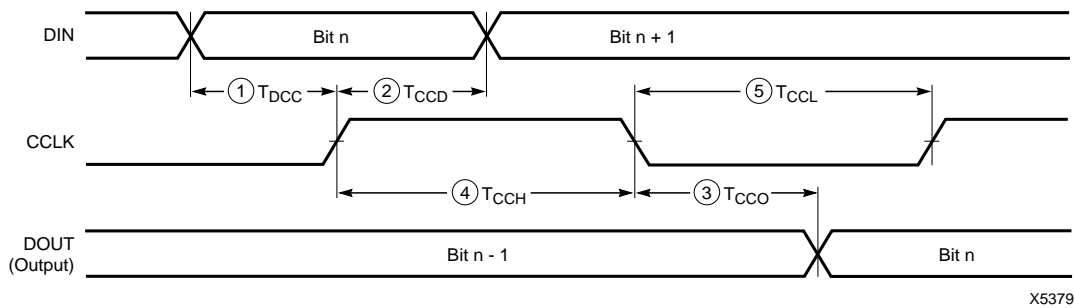 DIN
Bit n
Bit n + 1
1 TDCC
2 TCCD
5 TCCL
CCLK
4 TCCH
3 TCCO
DOUT
(Output)
Bit n - 1
Bit n
X5379